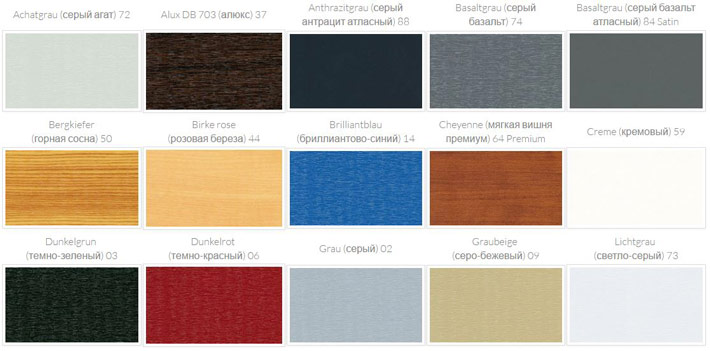 Achatgrau (серый агат) 72
Alux DB 703 (алюкс) 37
Anthrazitgrau (серый
антрацит атласный) 88
Basaltgrau (серый
базальт) 74
Basaltgrau (серый базальт
атласный) 84 Satin
Bergkiefer
(горная сосна) 50
Birke rose
(розовая береза) 44
Brilliantblau
(бриллиантово-синий) 14
Cheyenne (мягкая вишня
премиум) 64 Premium
Creme (кремовый) 59
Dunkelgrun
(темно-зеленый) 03
Dunkelrot
(темно-красный) 06
Grau (серый) 02
Graubeige
(серо-бежевый) 09
Lichtgrau
(светло-серый) 73